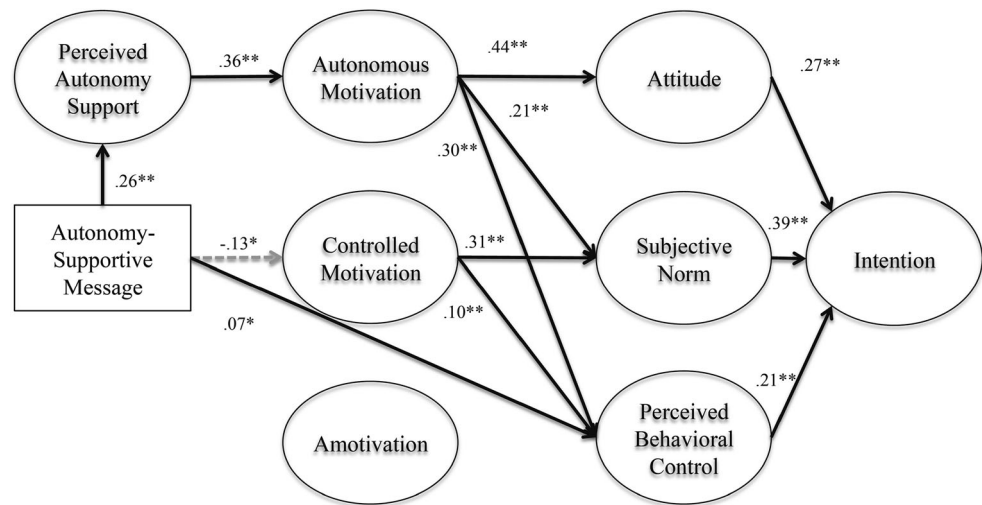 Perceived
Autonomy
Support
.36**
Autonomous
Motivation
.44**
Attitude
.27**
.21**
.30**
.26**
Autonomy-
Supportive
Message
-.13*
Controlled
Motivation
.31**
Subjective
Norm
.39**
Intention
.10**
.07*
Amotivation
Perceived
Behavioral
Control
.21**